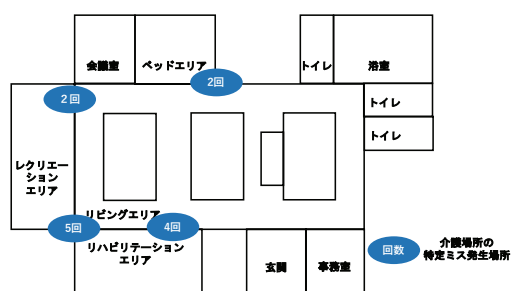 会議室
ベッドエリア
トイレ
浴室
2回
2回
トイレ
トイレ
レクリエー
ション
エリア
リビングエリア
5回
4回
リハビリテーション
エリア
玄関
事務室
回数
介護場所の
特定ミス発生場所